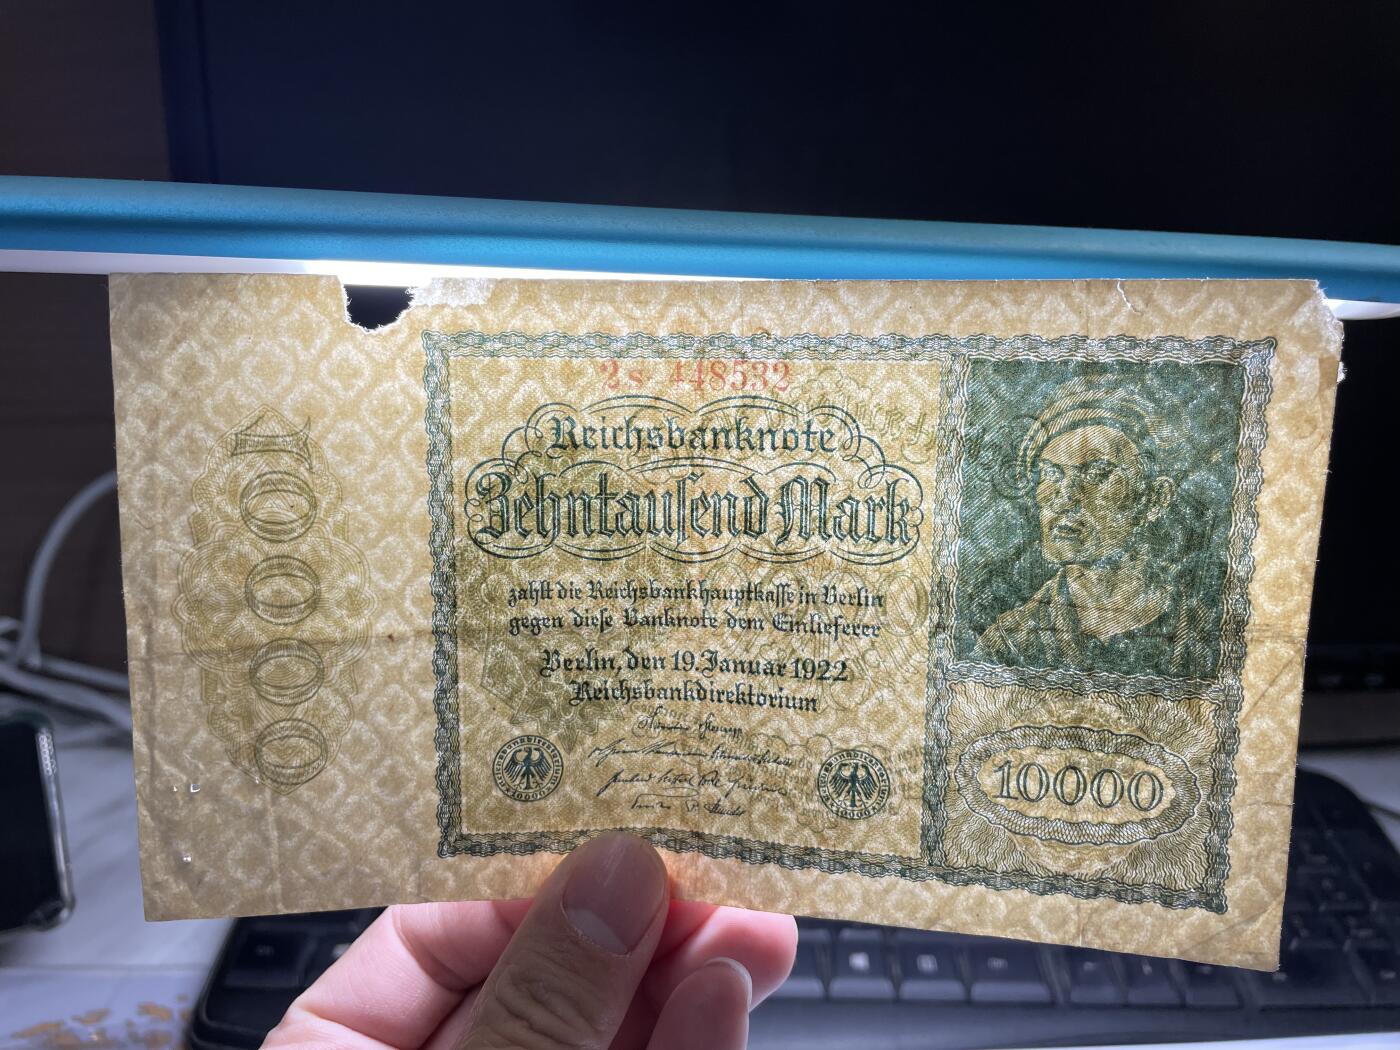 2s 448532
Reichsbanknote
Zehntauſend Mark
zahlt die Reichsbankhauptkaſſe in Berlin
gegen dieſe Banknote dem Einlieferer
Berlin, den 19. Januar 1922
Reichsbankdirektorium
10000
10000